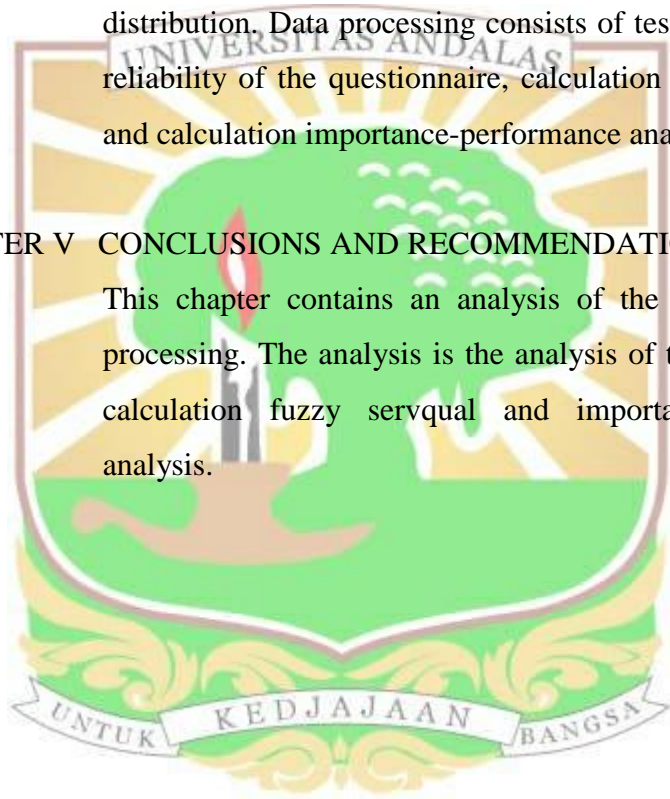 distribution. Data processing consists of tes
UNIVERSITAS ANDALAS
reliability of the questionnaire, calculation
and calculation importance-performance ana
TER V CONCLUSIONS AND RECOMMENDATI
This chapter contains an analysis of the
processing. The analysis is the analysis of t
calculation fuzzy servqual and importa
analysis.
UNTUK KEDJAJAAN BANGSA